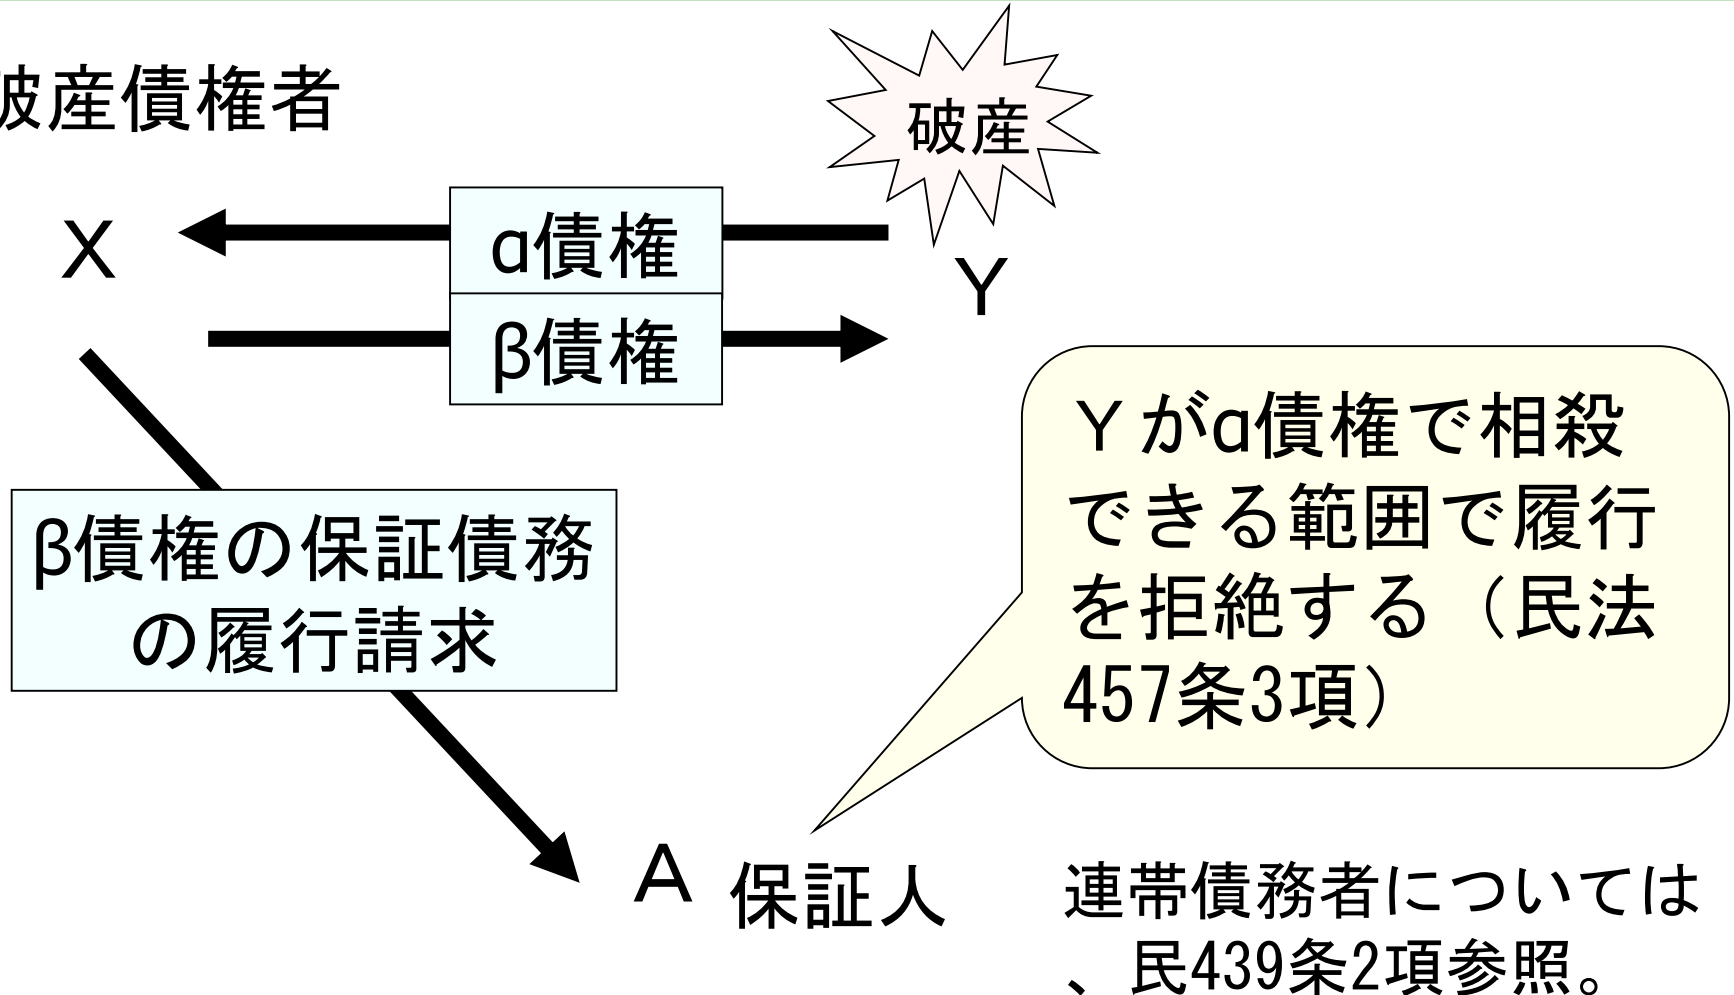 破産債権者
破産
X
α債権
Y
β債権
Yがα債権で相殺
できる範囲で履行
を拒絶する（民法
457条3項）
β債権の保証債務
の履行請求
A 保証人
連帯債務者については
、民439条2項参照。